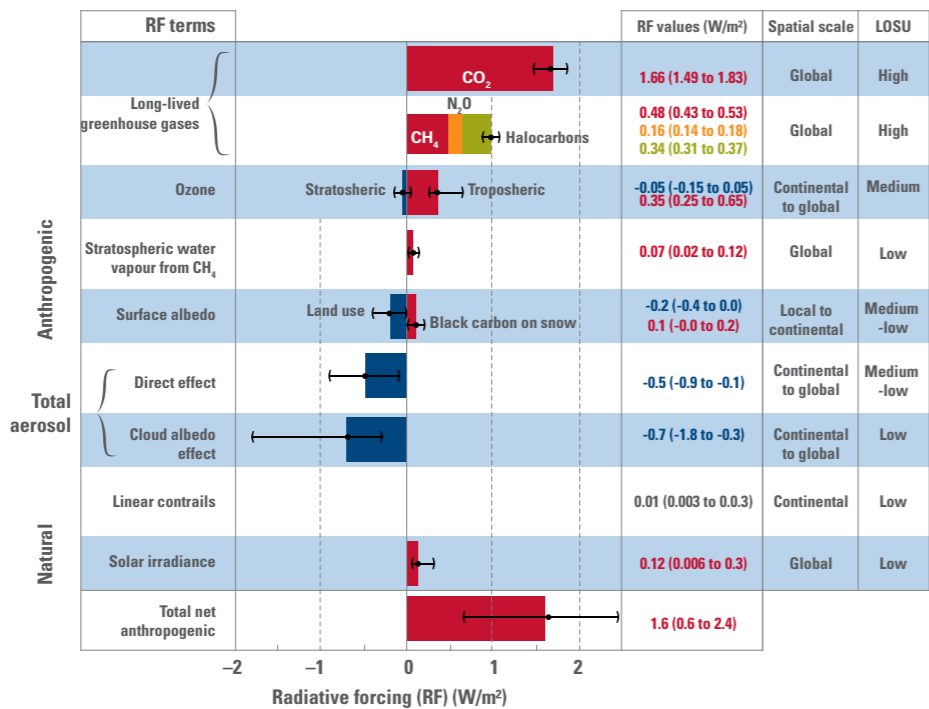 RF terms
RF values (W/m²)
Spatial scale
LOSU
Anthropogenic
Long-lived
greenhouse gases
CO₂
1.66 (1.49 to 1.83)
Global
High
N₂O
CH₄
Halocarbons
0.48 (0.43 to 0.53)
0.16 (0.14 to 0.18)
0.34 (0.31 to 0.37)
Global
High
Ozone
Stratosheric
Troposheric
-0.05 (-0.15 to 0.05)
0.35 (0.25 to 0.65)
Continental
to global
Medium
Stratospheric water
vapour from CH₄
0.07 (0.02 to 0.12)
Global
Low
Surface albedo
Land use
Black carbon on snow
-0.2 (-0.4 to 0.0)
0.1 (-0.0 to 0.2)
Local to
continental
Medium
-low
Total
aerosol
Direct effect
-0.5 (-0.9 to -0.1)
Continental
to global
Medium
-low
Cloud albedo
effect
-0.7 (-1.8 to -0.3)
Continental
to global
Low
Natural
Linear contrails
0.01 (0.003 to 0.0.3)
Continental
Low
Solar irradiance
0.12 (0.006 to 0.3)
Global
Low
Total net
anthropogenic
1.6 (0.6 to 2.4)
–2 –1 0 1 2
Radiative forcing (RF) (W/m²)